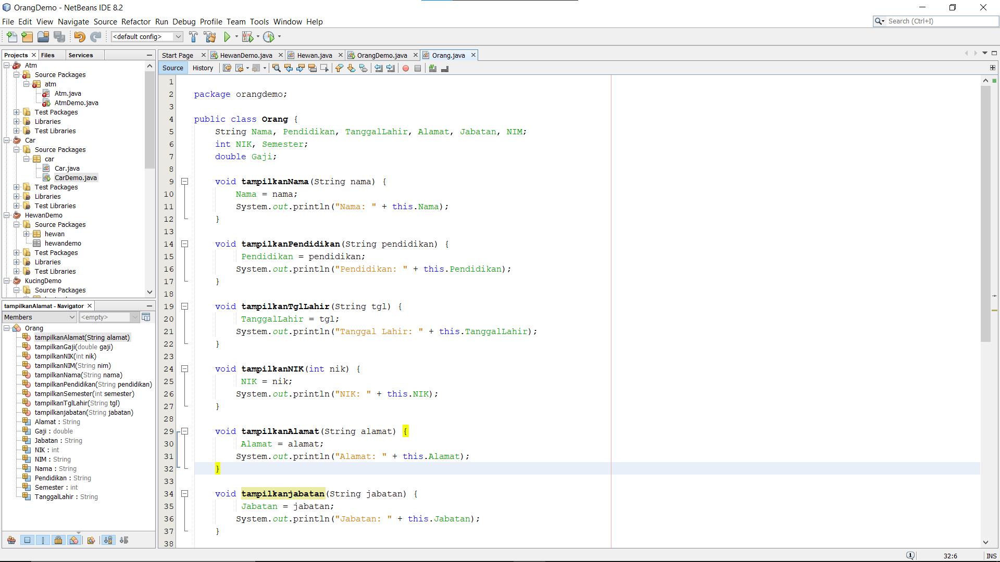 OrangDemo - NetBeans IDE 8.2
File Edit View Navigate Source Refactor Run Debug Profile Team Tools Window Help
Search (Ctrl+I)
<default config>
Projects Files Services
Atm
Source Packages
atm
Atm.java
AtmDemo.java
Test Packages
Libraries
Test Libraries
Car
Source Packages
car
Car.java
CarDemo.java
Test Packages
Libraries
Test Libraries
HewanDemo
Source Packages
hewan
hewandemo
Test Packages
Libraries
Test Libraries
KucingDemo
Source Packages
tampilkanAlamat - Navigator
Members <empty>
Orang
tampilkanAlamat(String alamat)
tampilkanGaji(double gaji)
tampilkanNIK(int nik)
tampilkanNIM(String nim)
tampilkanNama(String nama)
tampilkanPendidikan(String pendidikan)
tampilkanSemester(int semester)
tampilkanTglLahir(String tgl)
tampilkanjabatan(String jabatan)
Alamat : String
Gaji : double
Jabatan : String
NIK : int
NIM : String
Nama : String
Pendidikan : String
Semester : int
TanggalLahir : String
Start Page HewanDemo.java Hewan.java OrangDemo.java Orang.java
Source History
1
2 package orangdemo;
3
4 public class Orang {
5 String Nama, Pendidikan, TanggalLahir, Alamat, Jabatan, NIM;
6 int NIK, Semester;
7 double Gaji;
8
9 void tampilkanNama(String nama) {
10 Nama = nama;
11 System.out.println("Nama: " + this.Nama);
12 }
13
14 void tampilkanPendidikan(String pendidikan) {
15 Pendidikan = pendidikan;
16 System.out.println("Pendidikan: " + this.Pendidikan);
17 }
18
19 void tampilkanTglLahir(String tgl) {
20 TanggalLahir = tgl;
21 System.out.println("Tanggal Lahir: " + this.TanggalLahir);
22 }
23
24 void tampilkanNIK(int nik) {
25 NIK = nik;
26 System.out.println("NIK: " + this.NIK);
27 }
28
29 void tampilkanAlamat(String alamat) {
30 Alamat = alamat;
31 System.out.println("Alamat: " + this.Alamat);
32 }
33
34 void tampilkanjabatan(String jabatan) {
35 Jabatan = jabatan;
36 System.out.println("Jabatan: " + this.Jabatan);
37 }
38
1 32:6 INS